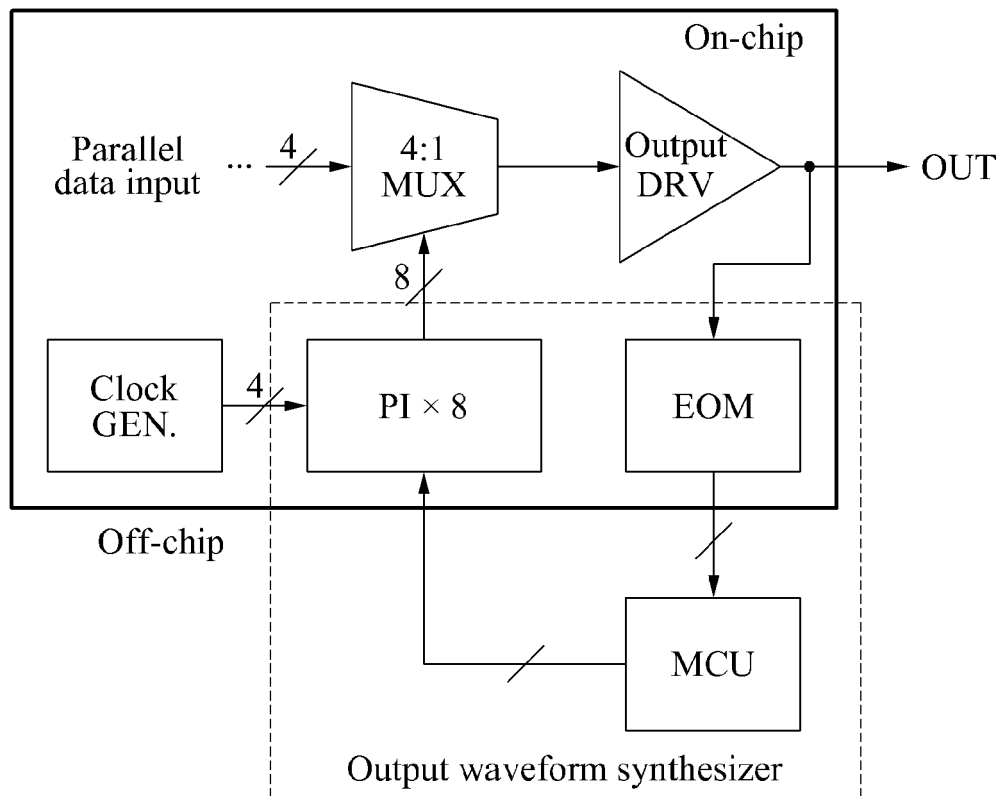 On-chip
Parallel
data input
...
4
4:1
MUX
Output
DRV
OUT
8
Clock
GEN.
4
PI × 8
EOM
Off-chip
MCU
Output waveform synthesizer